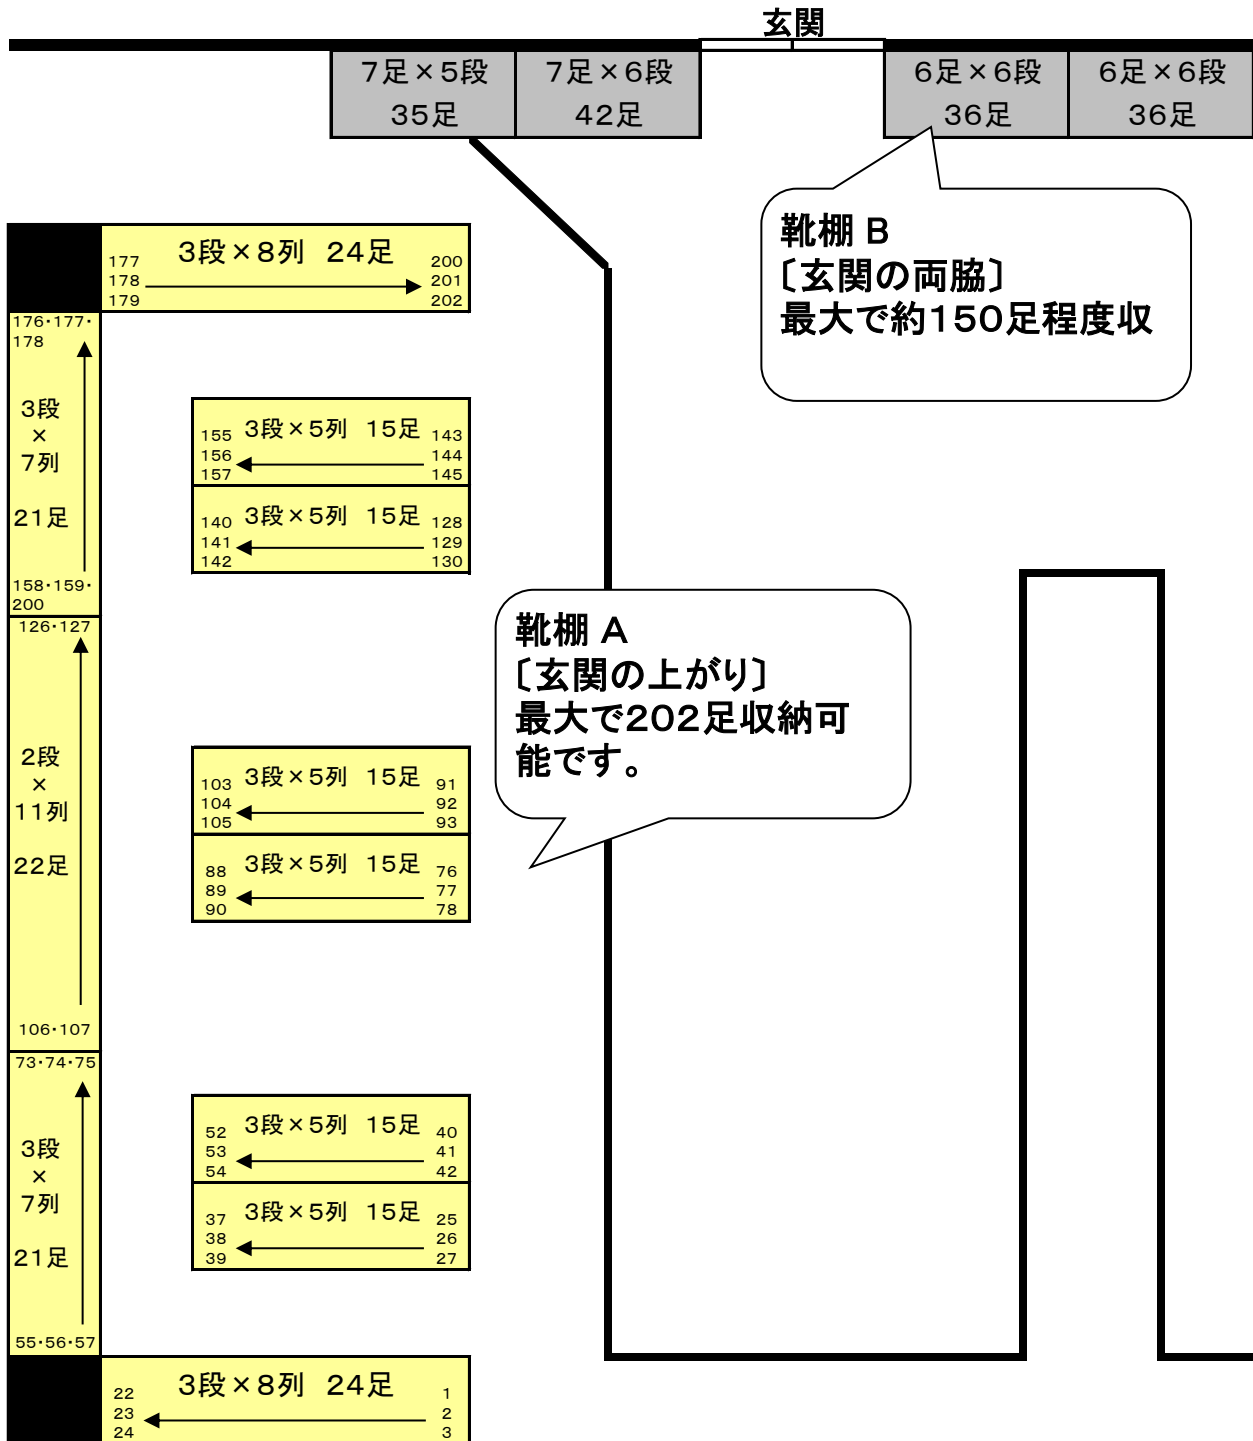 玄関
7足×5段
35足
7足×6段
42足
6足×6段
36足
6足×6段
36足
靴棚 B
〔玄関の両脇〕
最大で約150足程度収
3段×8列 24足
177
178
179
200
201
202
176・177・
178
3段
×
7列
21足
158・159・
200
3段×5列 15足
155
156
157
143
144
145
3段×5列 15足
140
141
142
128
129
130
靴棚 A
〔玄関の上がり〕
最大で202足収納可
能です。
126・127
2段
×
11列
22足
106・107
3段×5列 15足
103
104
105
91
92
93
3段×5列 15足
88
89
90
76
77
78
73・74・75
3段
×
7列
21足
55・56・57
3段×5列 15足
52
53
54
40
41
42
3段×5列 15足
37
38
39
25
26
27
3段×8列 24足
22
23
24
1
2
3